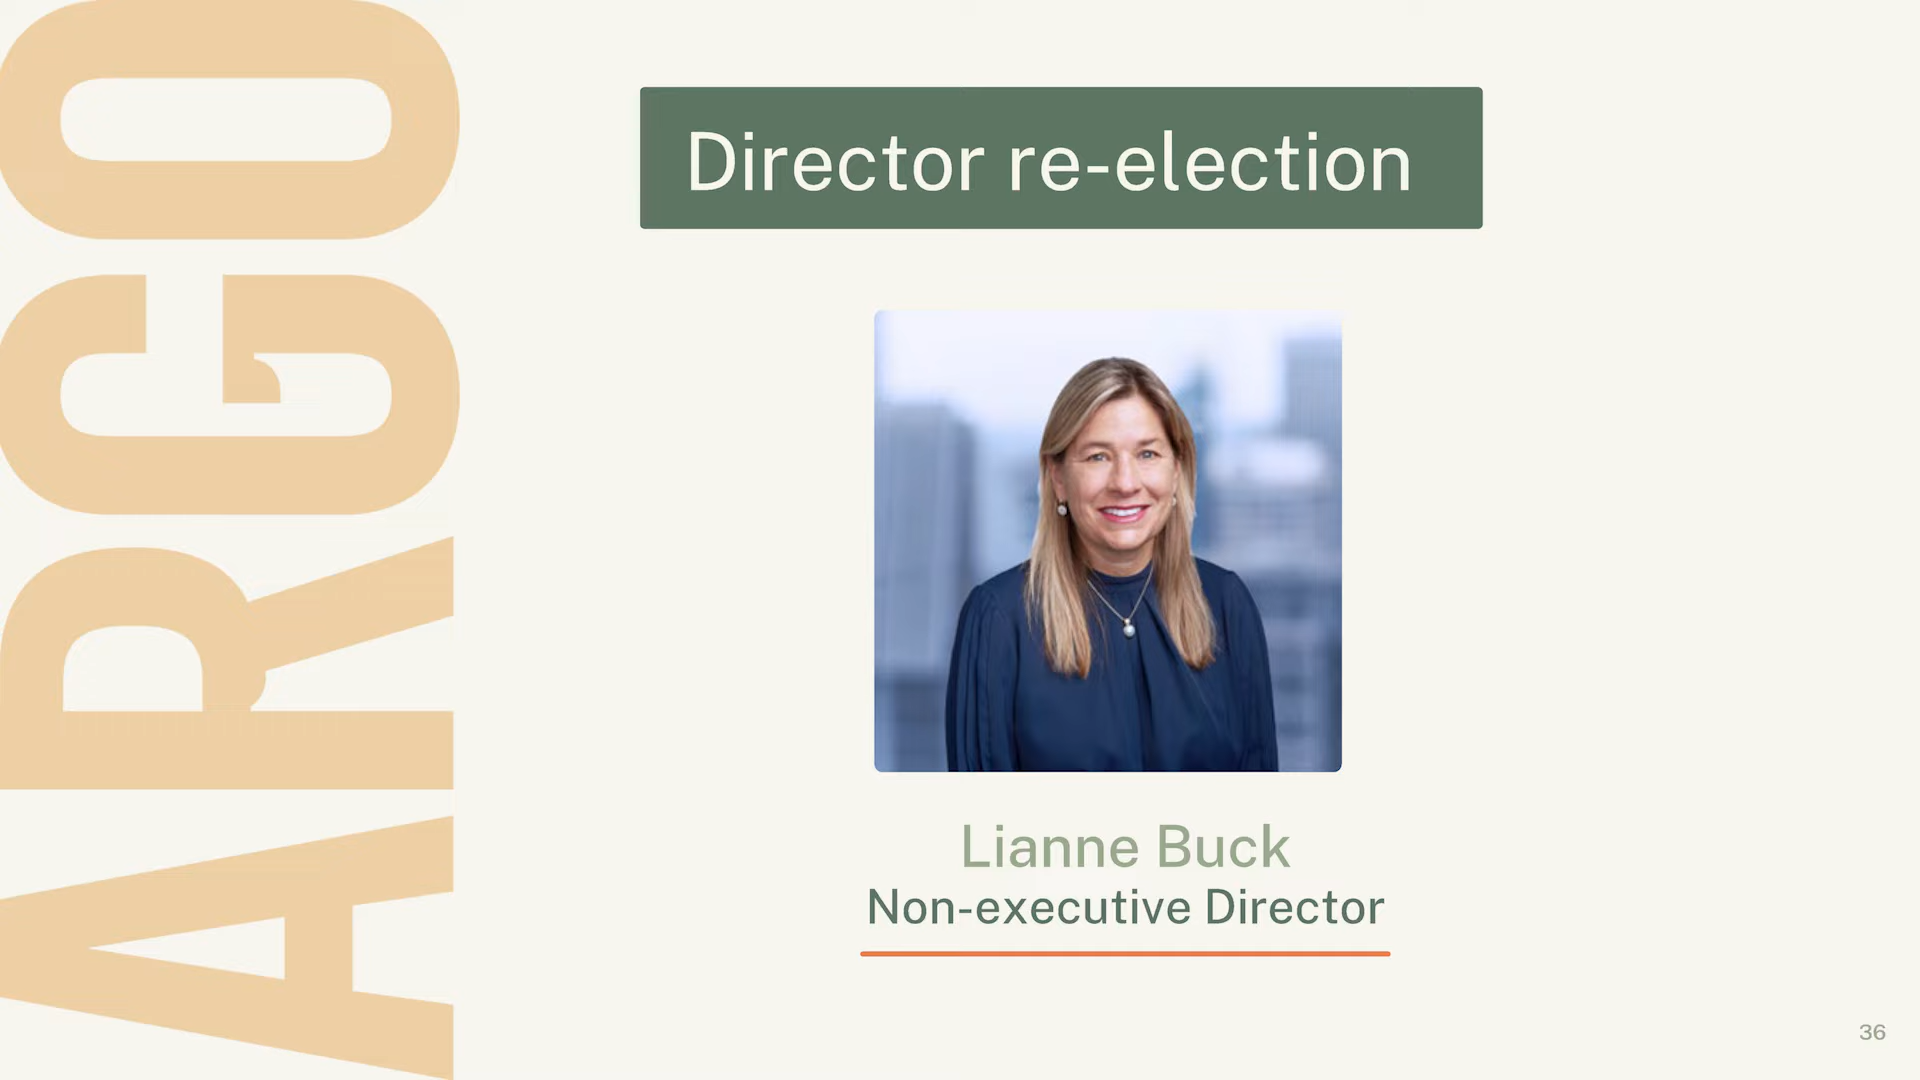 ARGO
Director re-election
Lianne Buck
Non-executive Director
36